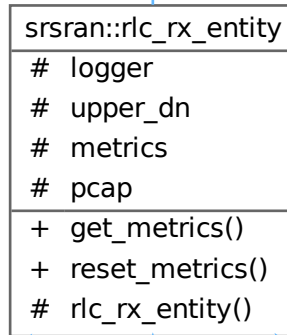 srsran::rlc_rx_entity
# logger
# upper_dn
# metrics
# pcap
+ get_metrics()
+ reset_metrics()
# rlc_rx_entity()